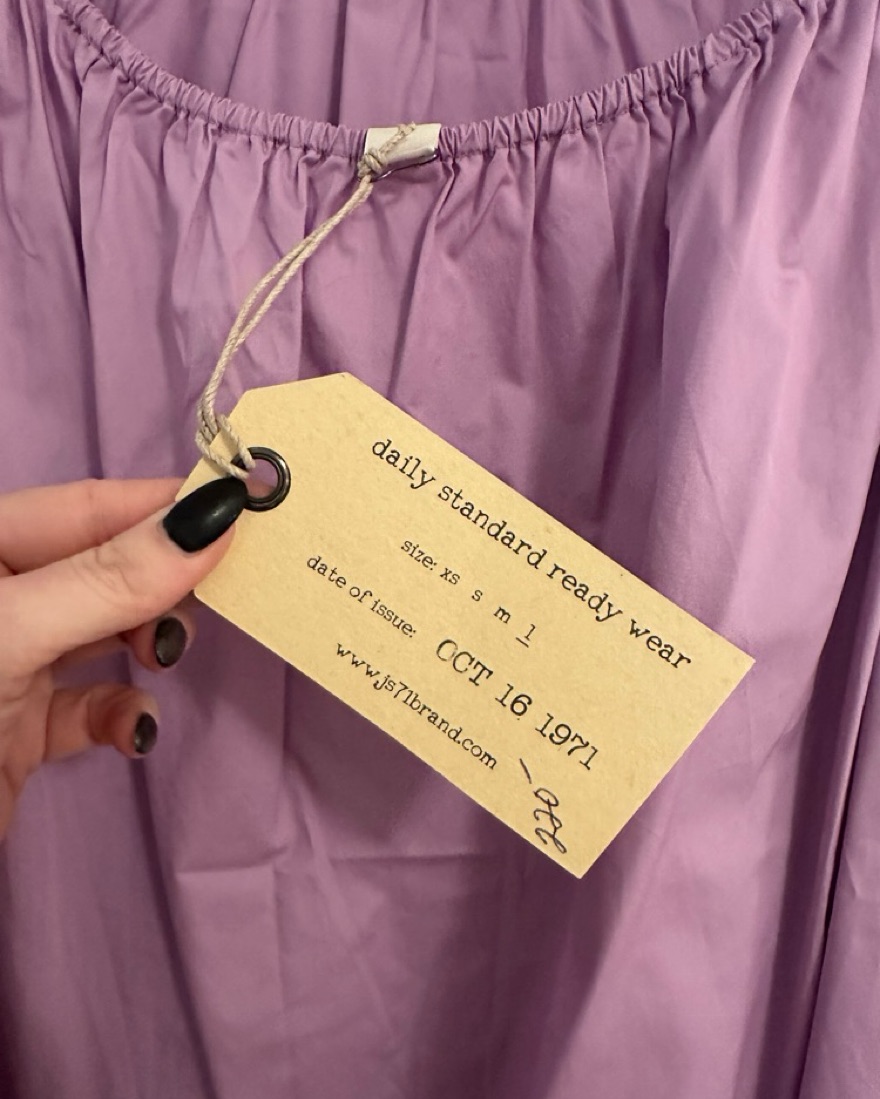 daily standard ready wear
size: xs s m l
date of issue: OCT 16 1971
www.js71brand.com